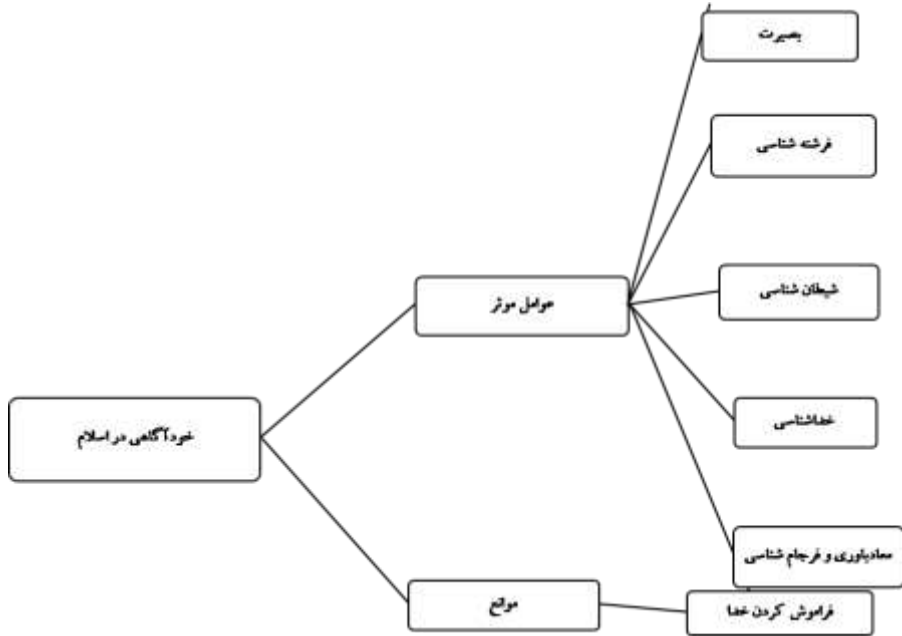 بصیرت
فرشته شناسی
شیطان شناسی
عوامل موثر
خداشناسی
خودآگاهی در اسلام
معادباوری و فرجام شناسی
موانع
فراموش کردن خدا